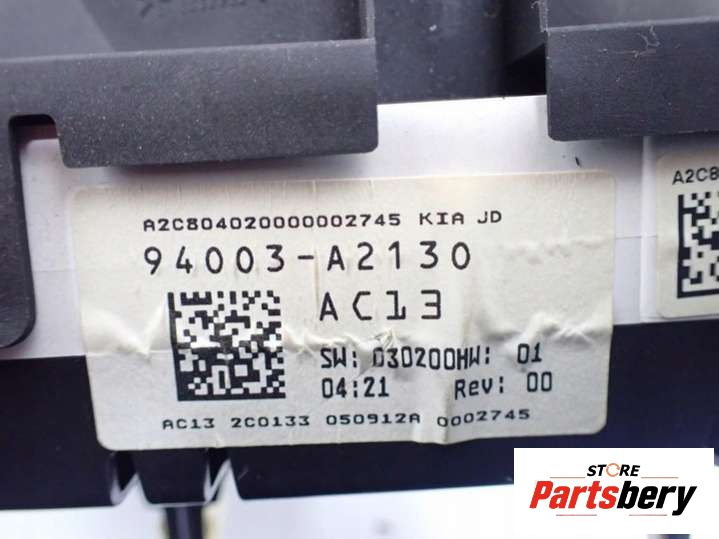 A2C804020000002745 KIA JD
94003-A2130
AC13
SW: 030200HW: 01
04:21 Rev: 00
AC13 2C0133 050912A 0002745
A2C8
STORE
Partsbery